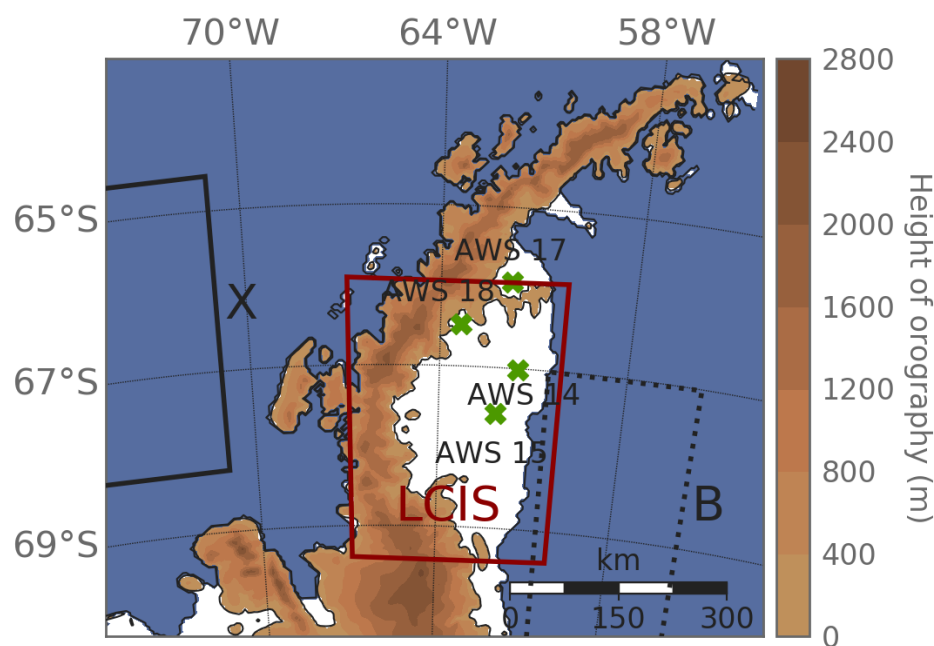 70°W 64°W 58°W
2800
2400
2000
1600
1200
800
400
0
Height of orography (m)
65°S
67°S
69°S
AWS 17
AWS 18
X
AWS 14
AWS 15
LCIS
B
km
0 150 300